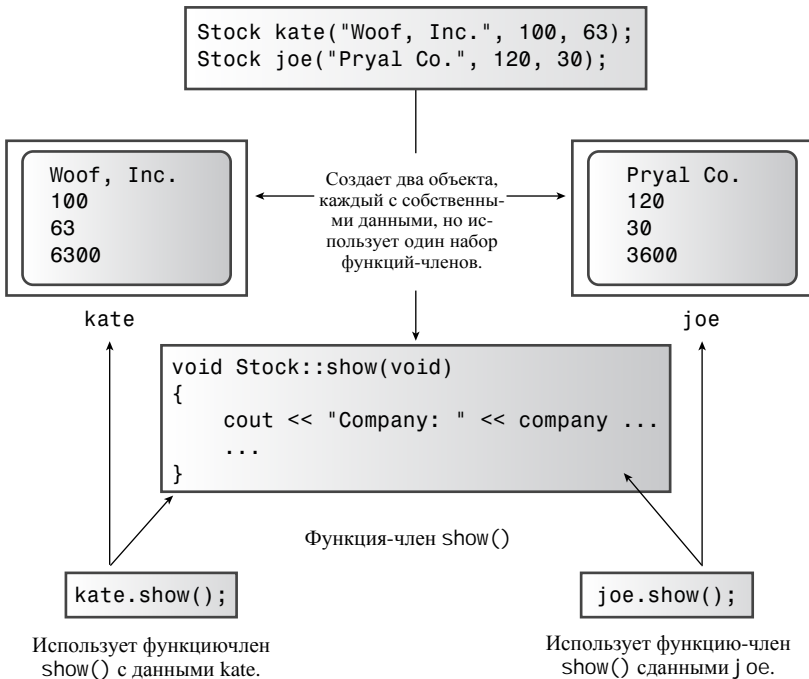 Stock kate("Woof, Inc.", 100, 63);
Stock joe("Pryal Co.", 120, 30);
Woof, Inc.
100
63
6300
kate
Создает два объекта,
каждый с собственны-
ми данными, но ис-
пользует один набор
функций-членов.
Pryal Co.
120
30
3600
joe
void Stock::show(void)
{
cout << "Company: " << company ...
...
}
Функция-член show()
kate.show();
Использует функциючлен
show() с данными kate.
joe.show();
Использует функцию-член
show() сданными joe.